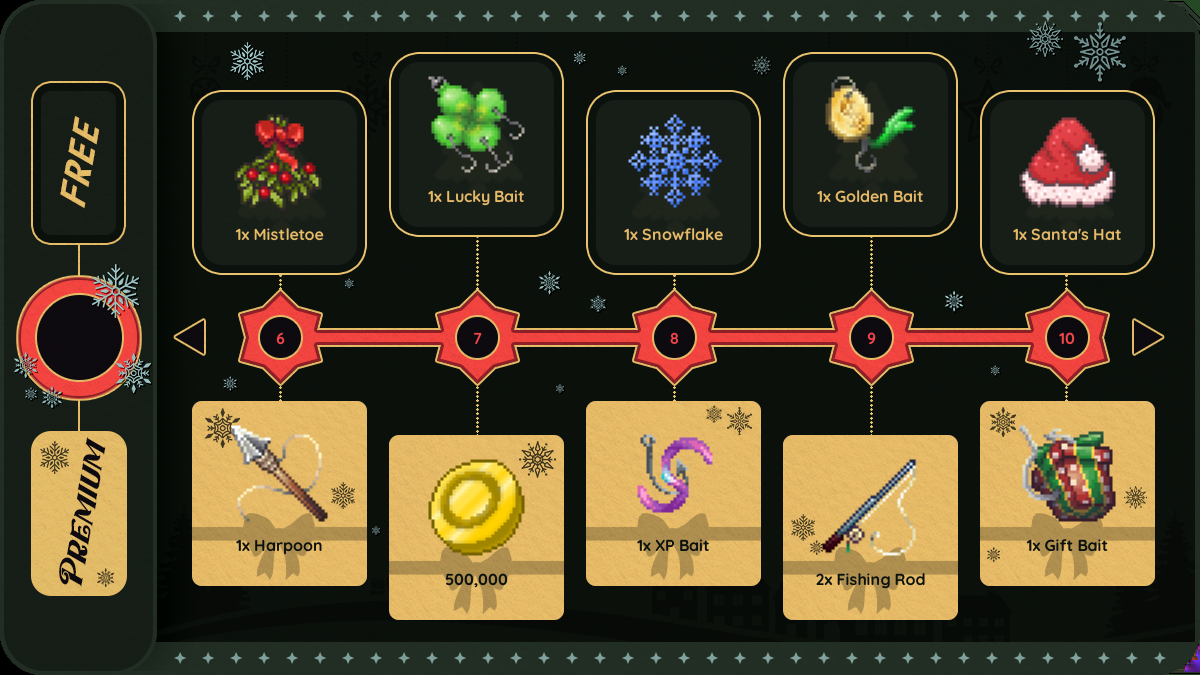 FREE
1x Mistletoe
1x Lucky Bait
1x Snowflake
1x Golden Bait
1x Santa's Hat
6
7
8
9
10
PREMIUM
1x Harpoon
500,000
1x XP Bait
2x Fishing Rod
1x Gift Bait